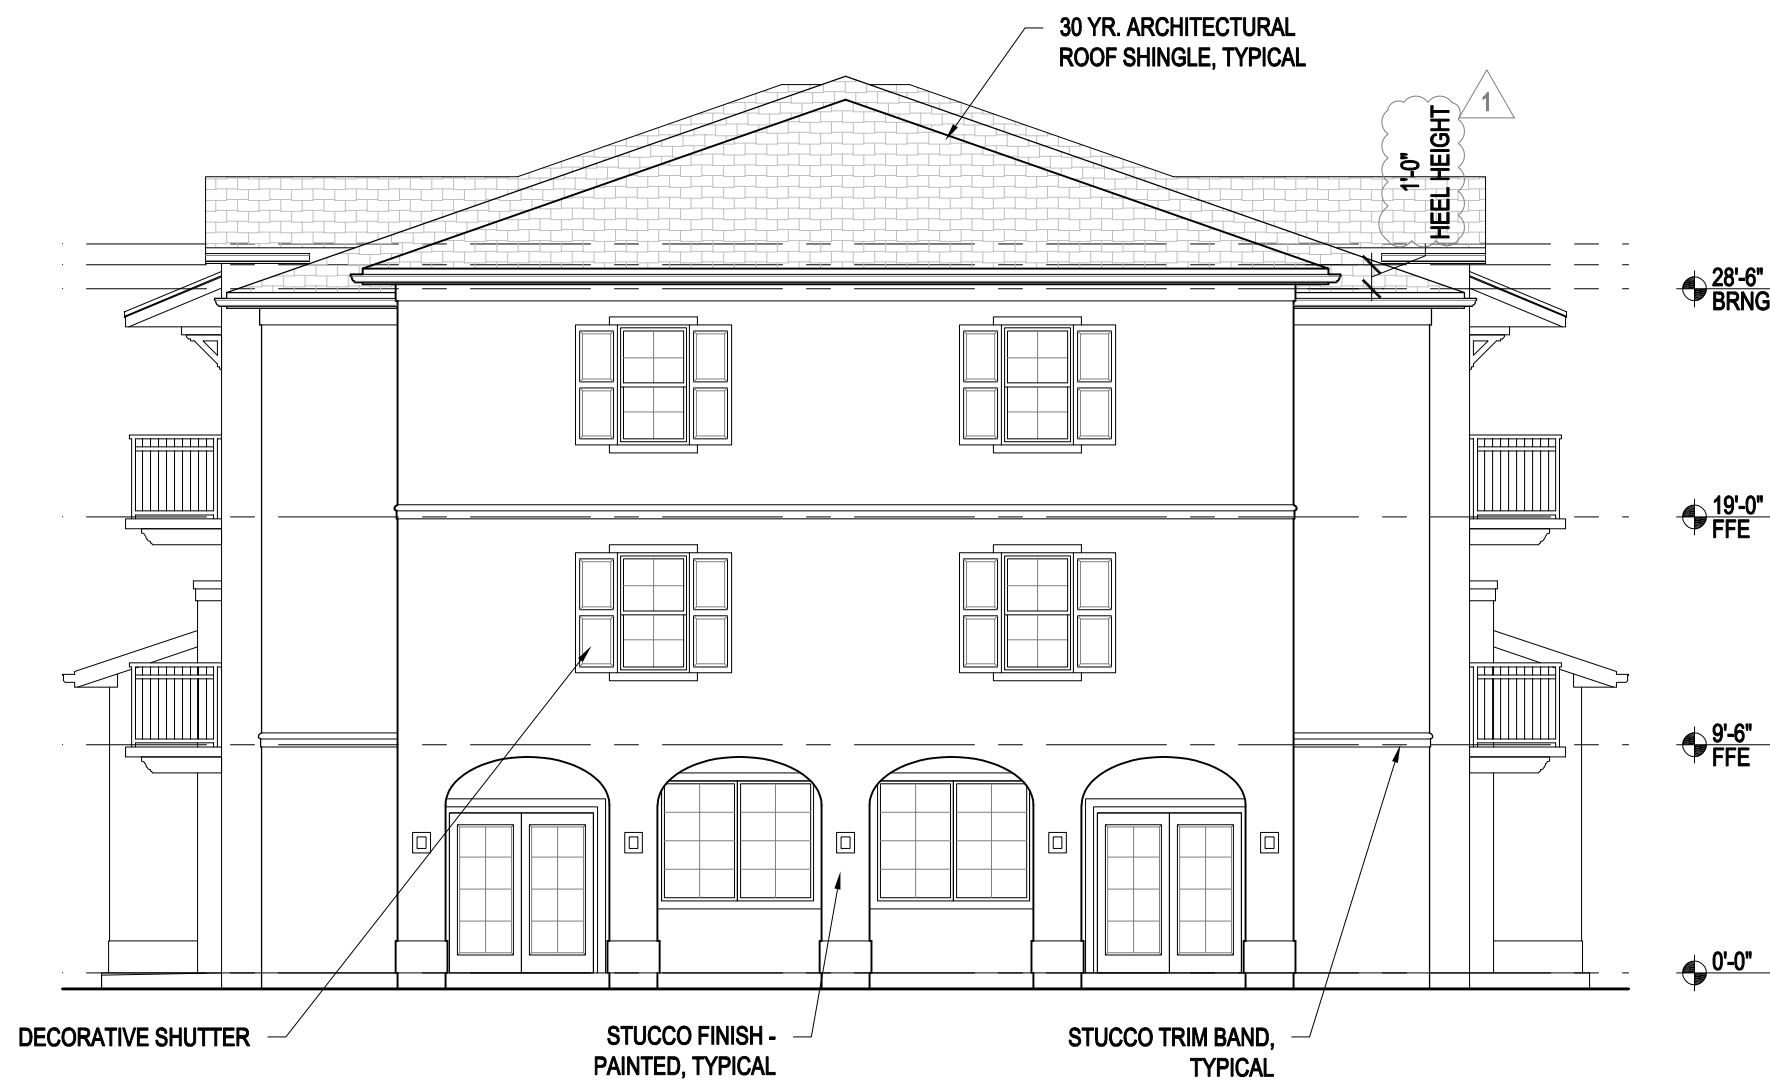 30 YR. ARCHITECTURAL
ROOF SHINGLE, TYPICAL
1
1'-0"
HEEL HEIGHT
28'-6"
BRNG
19'-0"
FFE
9'-6"
FFE
0'-0"
DECORATIVE SHUTTER
STUCCO FINISH -
PAINTED, TYPICAL
STUCCO TRIM BAND,
TYPICAL